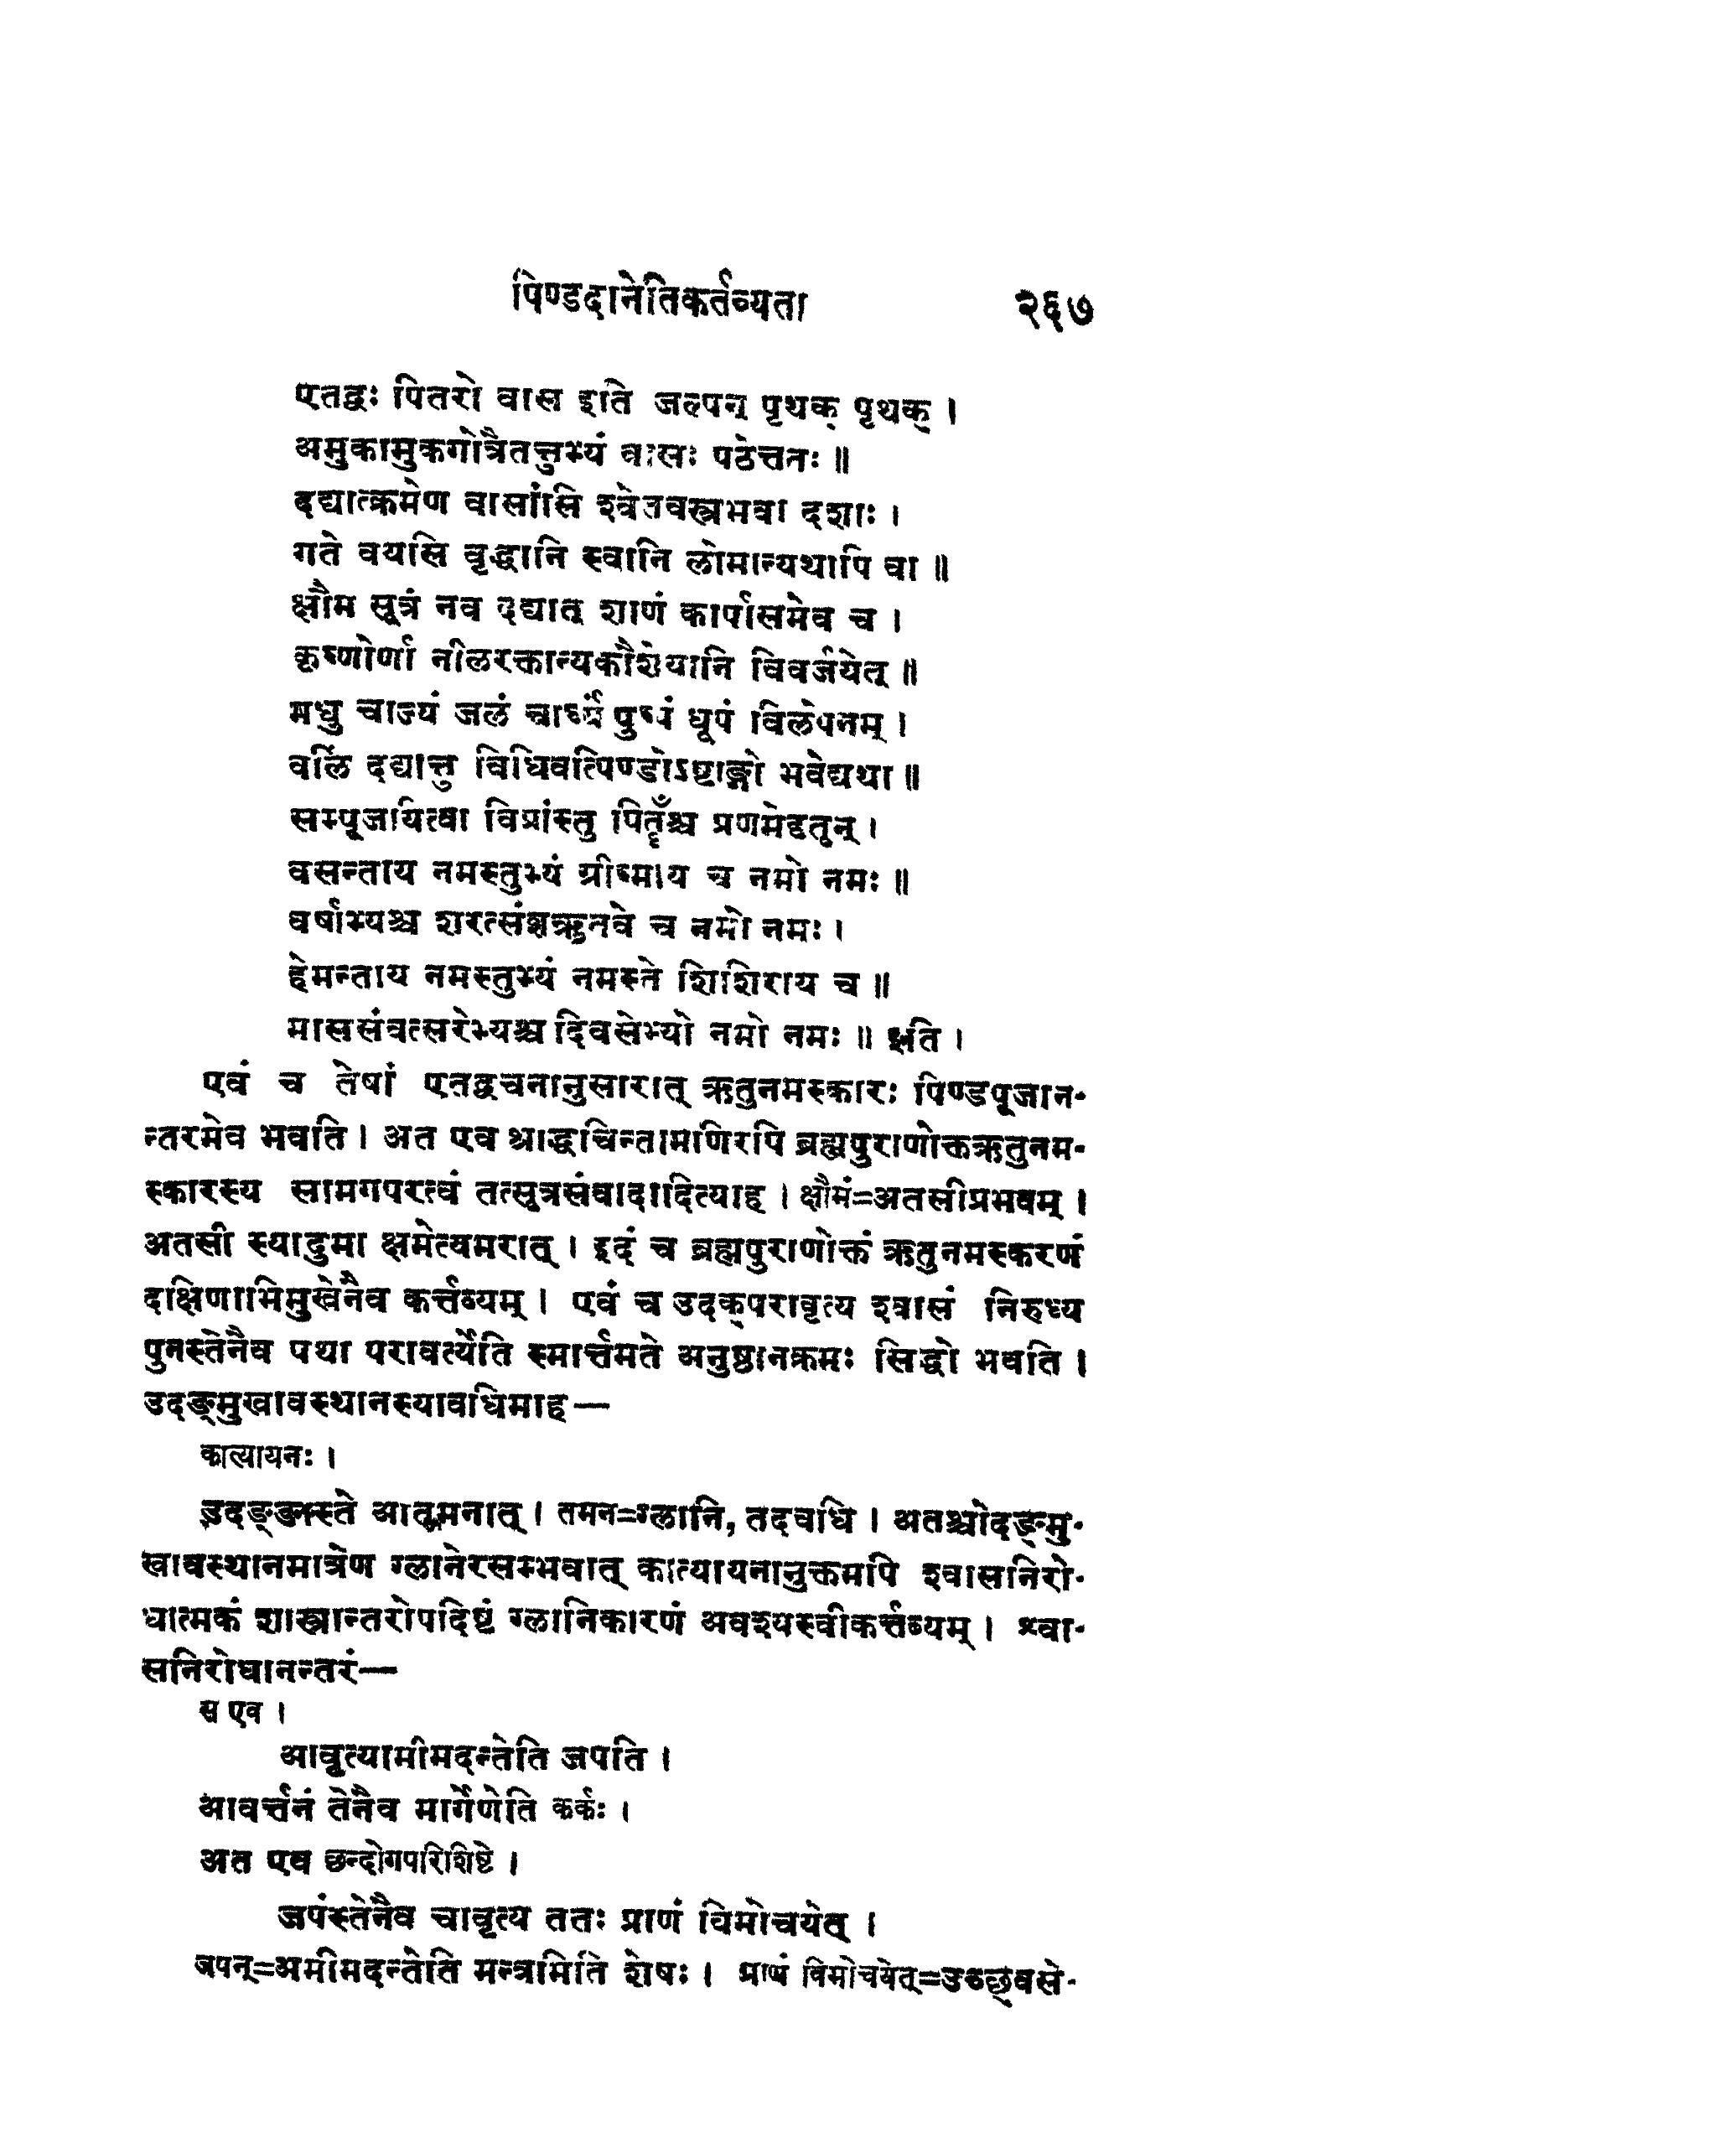 पिण्डदानेतिकर्तव्यता २६७
एतद्वः पितरो वास इति जल्पन् पृथक् पृथक् ।
अमुकामुकगोत्रैतत्तुभ्यं वासः पठेत्ततः ॥
दद्यात्क्रमेण वासांसि श्वेतवस्त्रभवा दशाः ।
गते वयसि वृद्धानि स्वानि लोमान्यथापि वा ॥
क्षौम सूत्रं नव दद्यात् शाणं कार्पासमेव च ।
कृष्णोर्णा नीलरक्तान्यकौशेयानि विवर्जयेत् ॥
मधु चाज्यं जलं चार्घ्यं पुष्पं धूपं विलेपनम् ।
वलिं दद्यात्तु विधिवत्पिण्डोऽष्टाङ्गो भवेद्यथा ॥
सम्पूजयित्वा विप्रांस्तु पितॄँश्च प्रणमेदृतून् ।
वसन्ताय नमस्तुभ्यं ग्रीष्माय च नमो नमः ॥
वर्षाभ्यश्च शरत्संज्ञऋतवे च नमो नमः ।
हेमन्ताय नमस्तुभ्यं नमस्ते शिशिराय च ॥
माससंवत्सरेभ्यश्च दिवसेभ्यो नमो नमः ॥ इति ।
एवं च तेषां एतद्वचनानुसारात् ऋतुनमस्कारः पिण्डपूजान-
न्तरमेव भवति । अत एव श्राद्धचिन्तामणिरपि ब्रह्मपुराणोक्तऋतुनम-
स्कारस्य सामगपरत्वं तत्सूत्रसंवादादित्याह । क्षौमं=अतसीप्रभवम् ।
अतसी स्यादुमा क्षमेत्यमरात् । इदं च ब्रह्मपुराणोक्तं ऋतुनमस्करणं
दक्षिणाभिमुखेनैव कर्त्तव्यम् । एवं च उदक्परावृत्य श्वासं निरुध्य
पुनस्तेनैव पथा परावर्त्येति स्मार्त्तमते अनुष्ठानक्रमः सिद्धो भवति ।
उदङ्मुखावस्थानस्यावधिमाह—
कात्यायनः ।
उदङ्ङास्ते आतमनात् । तमन=ग्लानि, तदवधि । अतश्चोदङ्मु-
खावस्थानमात्रेण ग्लानेरसम्भवात् कात्यायनानुक्तमपि श्वासनिरो-
धात्मकं शास्त्रान्तरोपदिष्टं ग्लानिकारणं अवश्यस्वीकर्त्तव्यम् । श्वा-
सनिरोधानन्तरं—
स एव ।
आवृत्यामीमदन्तेति जपति ।
आवर्त्तनं तेनैव मार्गेणेति कर्कः ।
अत एव छन्दोगपरिशिष्टे ।
जपंस्तेनैव चावृत्य ततः प्राणं विमोचयेत् ।
जपन्=अमीमदन्तेति मन्त्रमिति शेषः । प्राणं विमोचयेत्=उच्छ्वसे-